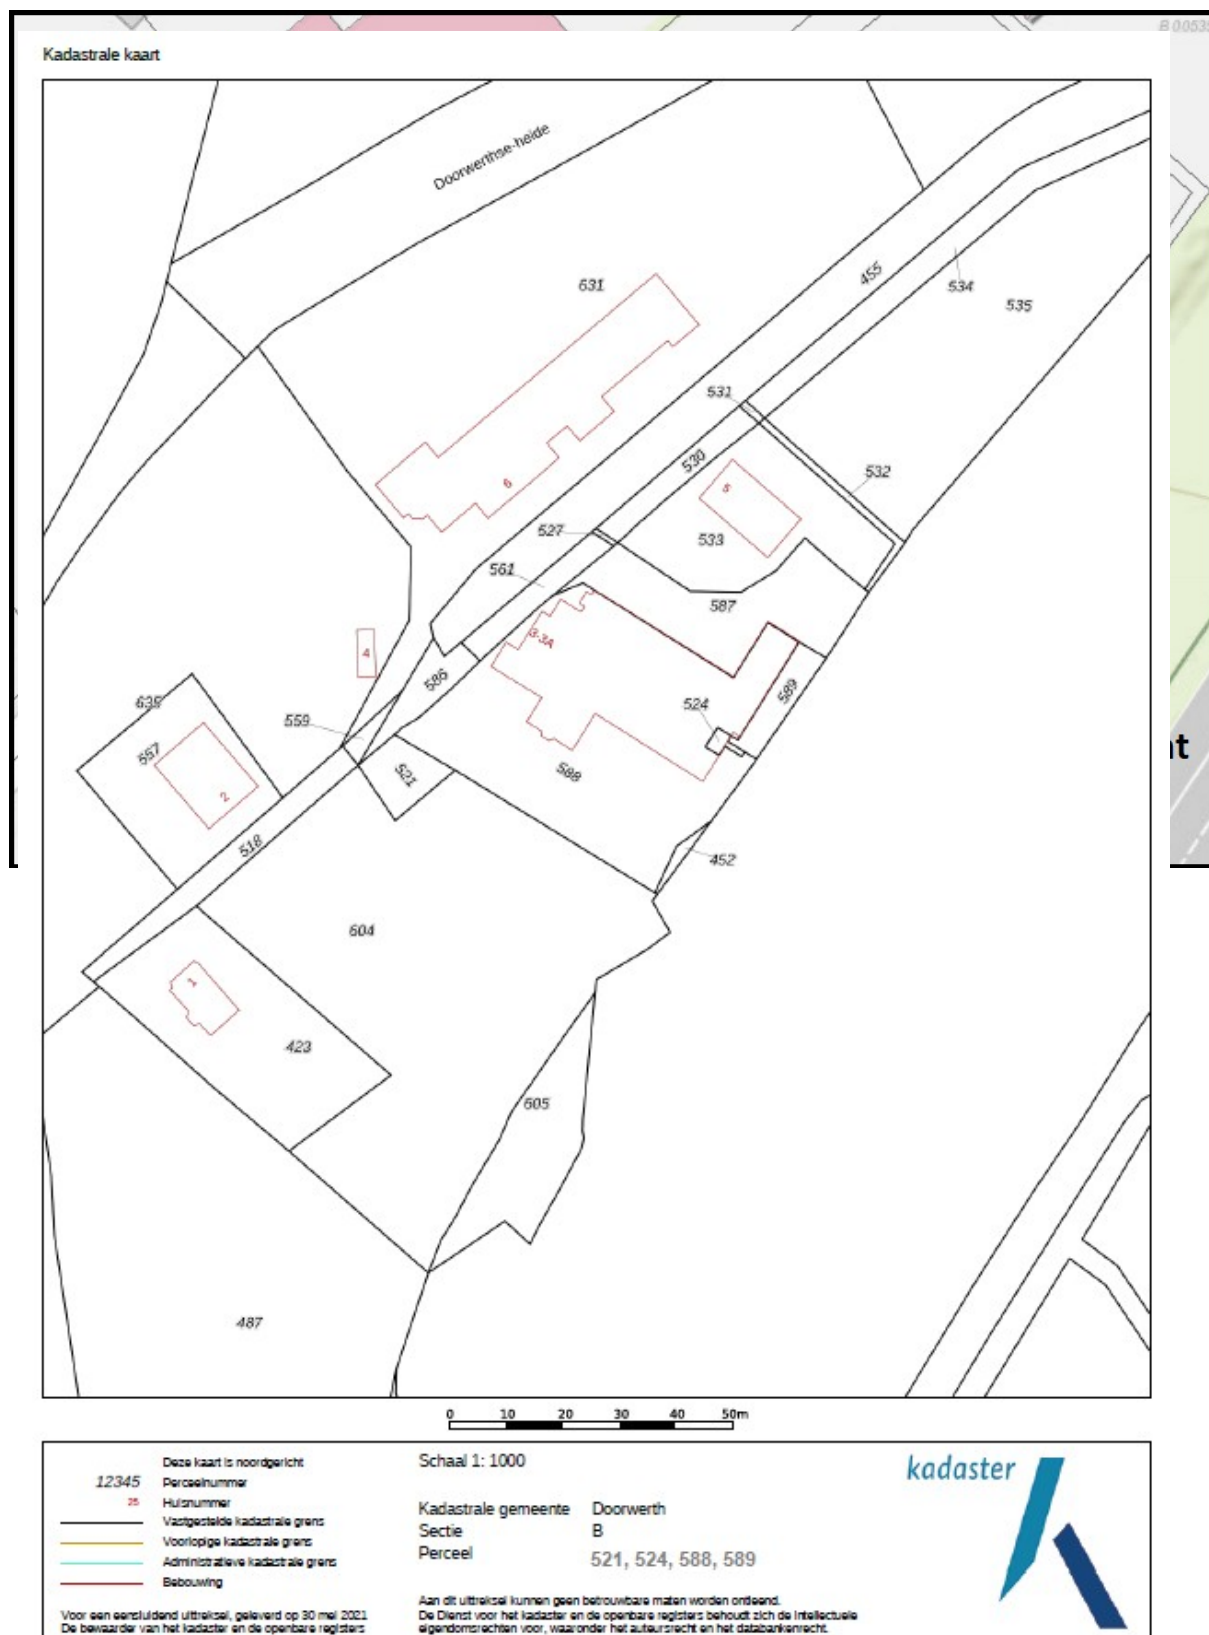 B 00535
Kadastrale kaart
Doorwerthse-heide
631
455
534
535
531
530
532
5
6
527
533
561
587
3-3A
4
586
589
635
524
559
557
521
588
2
518
452
604
1
423
605
487
nt
0 10 20 30 40 50m
Deze kaart is noordgericht
12345 Perceelnummer
25 Huisnummer
Vastgestelde kadastrale grens
Voorlopige kadastrale grens
Administratieve kadastrale grens
Bebouwing
Voor een eensluidend uittreksel, geleverd op 30 mei 2021
De bewaarder van het kadaster en de openbare registers
Schaal 1: 1000
Kadastrale gemeente Doorwerth
Sectie B
Perceel 521, 524, 588, 589
Aan dit uittreksel kunnen geen betrouwbare maten worden ontleend.
De Dienst voor het kadaster en de openbare registers behoudt zich de intellectuele
eigendomsrechten voor, waaronder het auteursrecht en het databankenrecht.
kadaster